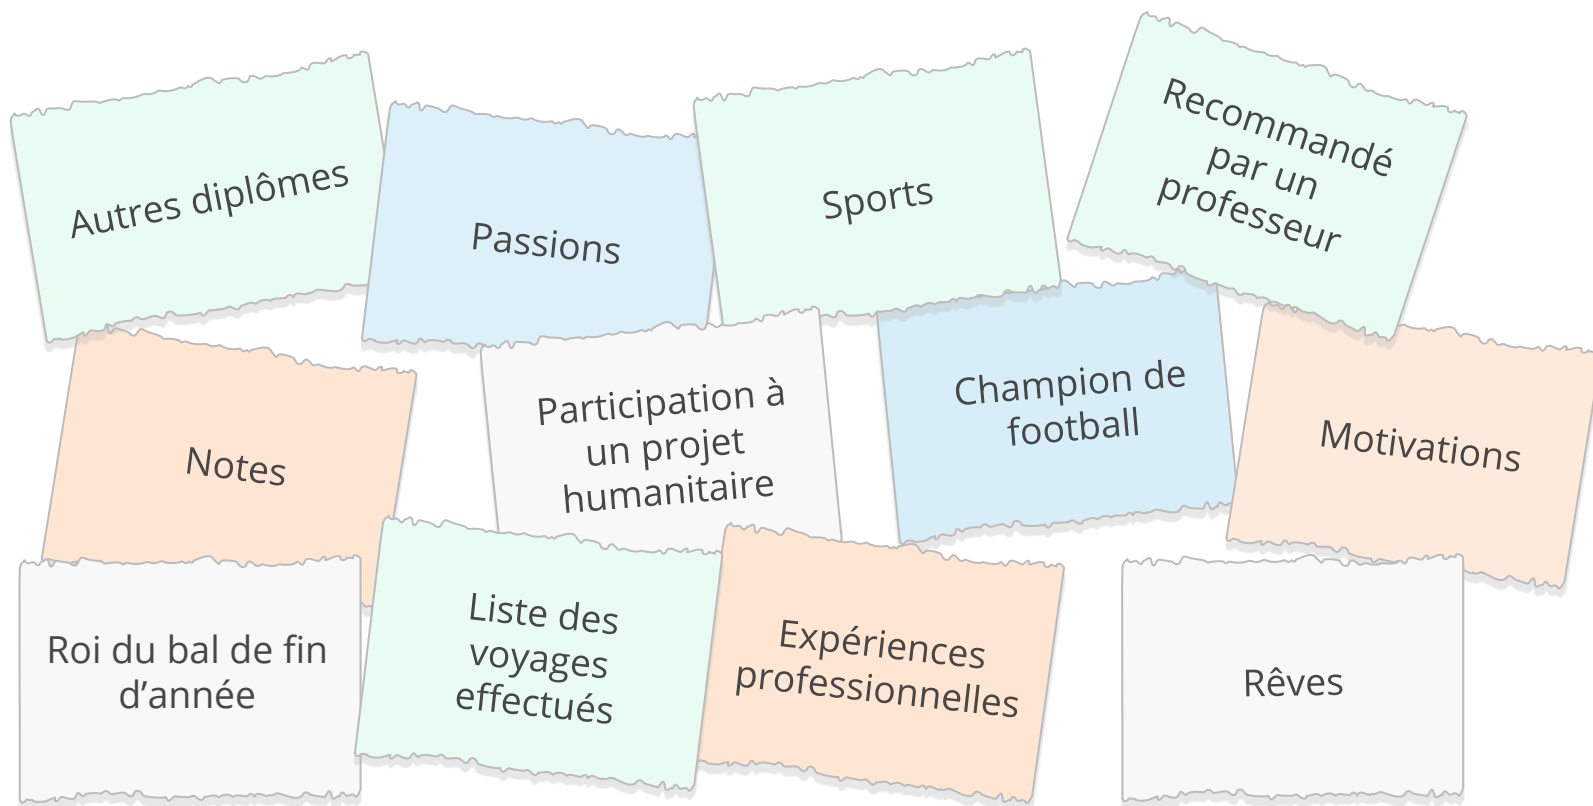 Autres diplômes
Passions
Sports
Recommandé
par un
professeur
Notes
Participation à
un projet
humanitaire
Champion de
football
Motivations
Roi du bal de fin
d’année
Liste des
voyages
effectués
Expériences
professionnelles
Rêves